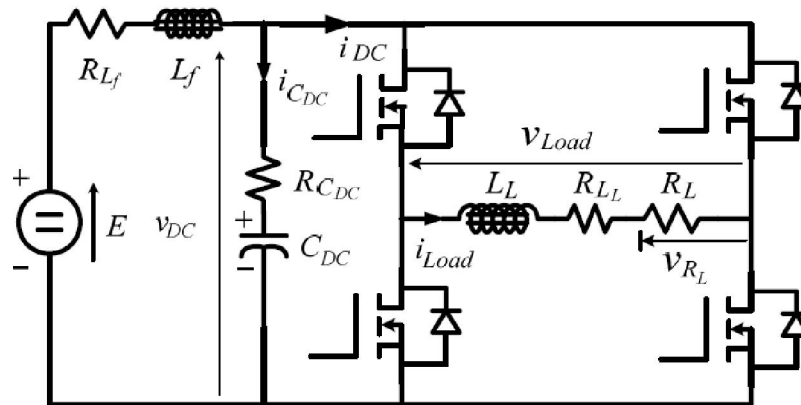 R_{L_f}
L_f
i_{DC}
i_{C_{DC}}
v_{Load}
+
E
-
v_{DC}
R_{C_{DC}}
+
C_{DC}
-
L_L
R_{L_L}
R_L
i_{Load}
v_{R_L}